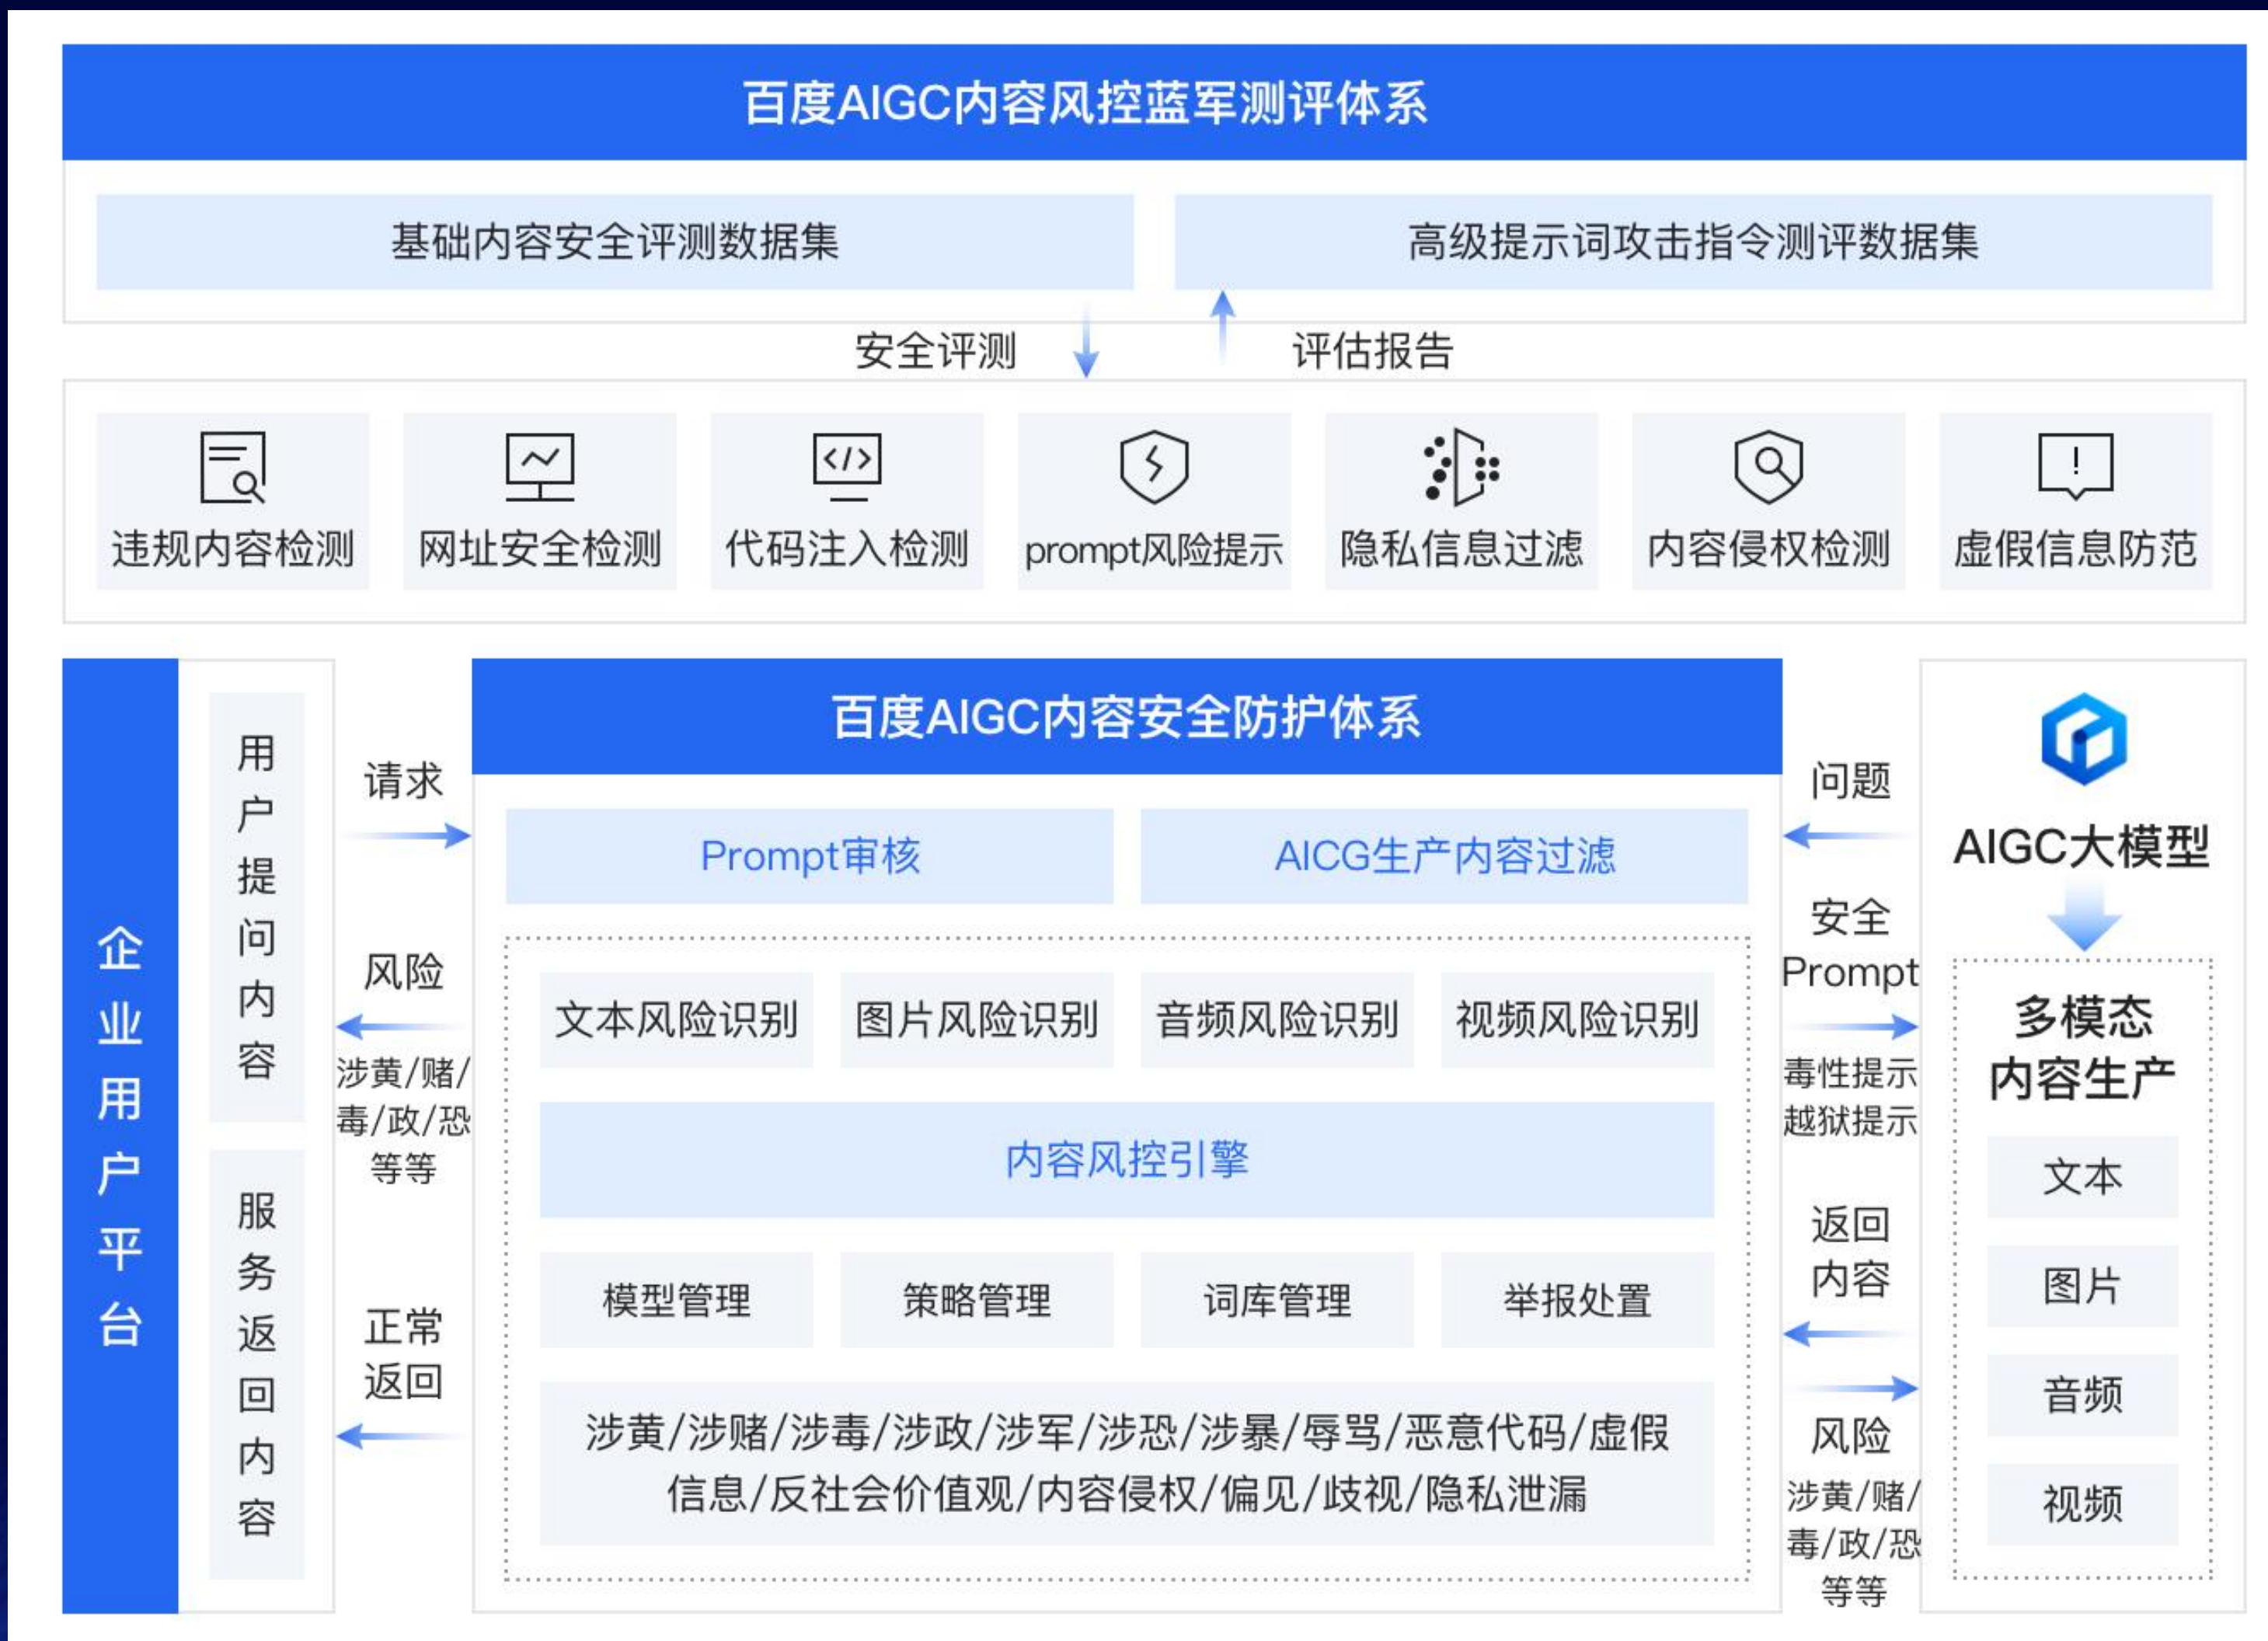 百度AIGC内容风控蓝军测评体系
基础内容安全评测数据集
高级提示词攻击指令测评数据集
安全评测
评估报告
违规内容检测
网址安全检测
代码注入检测
prompt风险提示
隐私信息过滤
内容侵权检测
虚假信息防范
企业用户平台
用户提问内容
服务返回内容
请求
风险
涉黄/赌/
毒/政/恐
等等
正常
返回
百度AIGC内容安全防护体系
Prompt审核
AICG生产内容过滤
文本风险识别
图片风险识别
音频风险识别
视频风险识别
内容风控引擎
模型管理
策略管理
词库管理
举报处置
涉黄/涉赌/涉毒/涉政/涉军/涉恐/涉暴/辱骂/恶意代码/虚假
信息/反社会价值观/内容侵权/偏见/歧视/隐私泄漏
问题
安全
Prompt
毒性提示
越狱提示
返回
内容
风险
涉黄/赌/
毒/政/恐
等等
AIGC大模型
多模态
内容生产
文本
图片
音频
视频